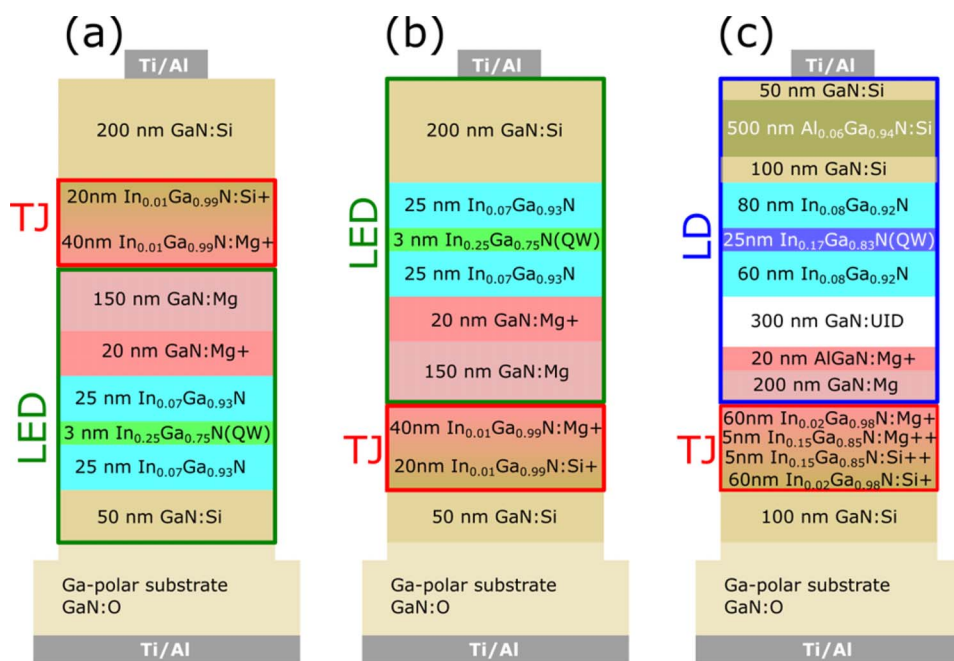 (a)
Ti/Al
200 nm GaN:Si
TJ
20nm In₀.₀₁Ga₀.₉₉N:Si+
40nm In₀.₀₁Ga₀.₉₉N:Mg+
LED
150 nm GaN:Mg
20 nm GaN:Mg+
25 nm In₀.₀₇Ga₀.₉₃N
3 nm In₀.₂₅Ga₀.₇₅N(QW)
25 nm In₀.₀₇Ga₀.₉₃N
50 nm GaN:Si
Ga-polar substrate
GaN:O
Ti/Al
(b)
Ti/Al
LED
200 nm GaN:Si
25 nm In₀.₀₇Ga₀.₉₃N
3 nm In₀.₂₅Ga₀.₇₅N(QW)
25 nm In₀.₀₇Ga₀.₉₃N
20 nm GaN:Mg+
150 nm GaN:Mg
TJ
40nm In₀.₀₁Ga₀.₉₉N:Mg+
20nm In₀.₀₁Ga₀.₉₉N:Si+
50 nm GaN:Si
Ga-polar substrate
GaN:O
Ti/Al
(c)
Ti/Al
LD
50 nm GaN:Si
500 nm Al₀.₀₆Ga₀.₉₄N:Si
100 nm GaN:Si
80 nm In₀.₀₈Ga₀.₉₂N
25nm In₀.₁₇Ga₀.₈₃N(QW)
60 nm In₀.₀₈Ga₀.₉₂N
300 nm GaN:UID
20 nm AlGaN:Mg+
200 nm GaN:Mg
TJ
60nm In₀.₀₂Ga₀.₉₈N:Mg+
5nm In₀.₁₅Ga₀.₈₅N:Mg++
5nm In₀.₁₅Ga₀.₈₅N:Si++
60nm In₀.₀₂Ga₀.₉₈N:Si+
100 nm GaN:Si
Ga-polar substrate
GaN:O
Ti/Al